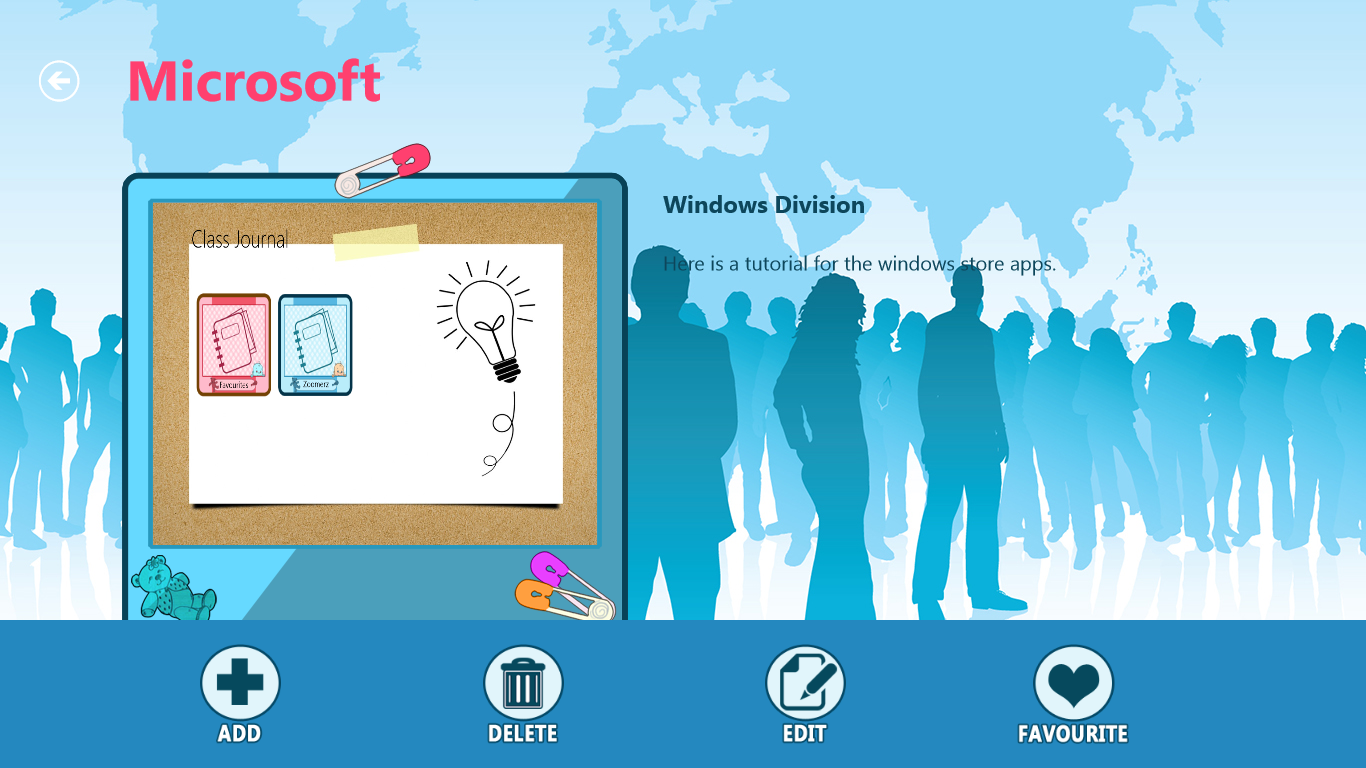 Microsoft
Windows Division
Here is a tutorial for the windows store apps.
Class Journal
Favourites
Zoomerz
ADD
DELETE
EDIT
FAVOURITE